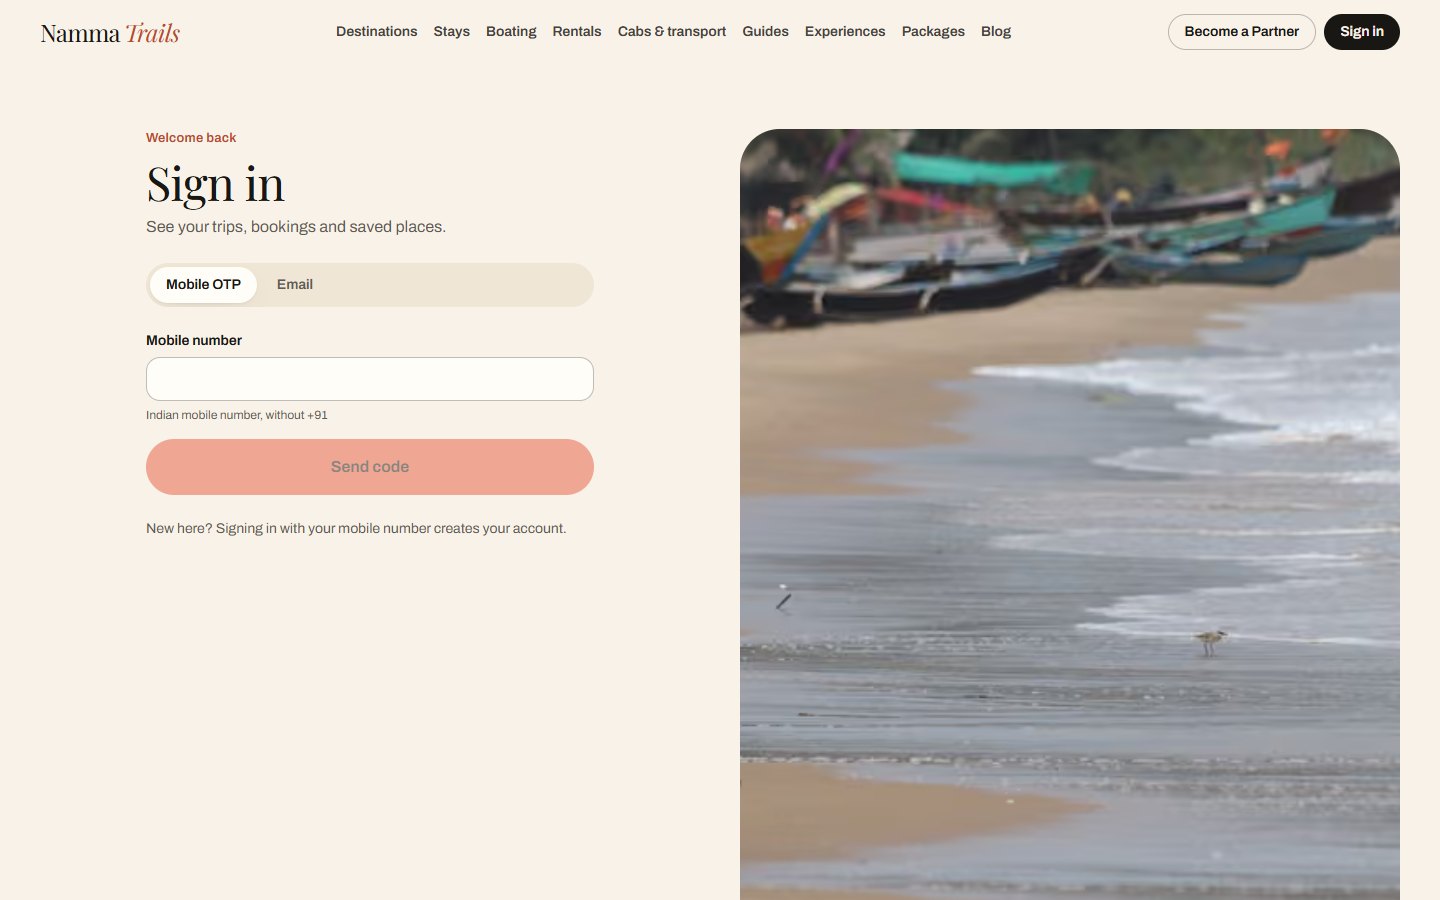 Namma Trails
Destinations Stays Boating Rentals Cabs & transport Guides Experiences Packages Blog
Become a Partner
Sign in
Welcome back
Sign in
See your trips, bookings and saved places.
Mobile OTP
Email
Mobile number
Indian mobile number, without +91
Send code
New here? Signing in with your mobile number creates your account.